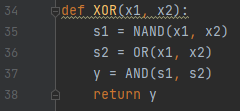 34 def XOR(x1, x2):
35     s1 = NAND(x1, x2)
36     s2 = OR(x1, x2)
37     y = AND(s1, s2)
38     return y